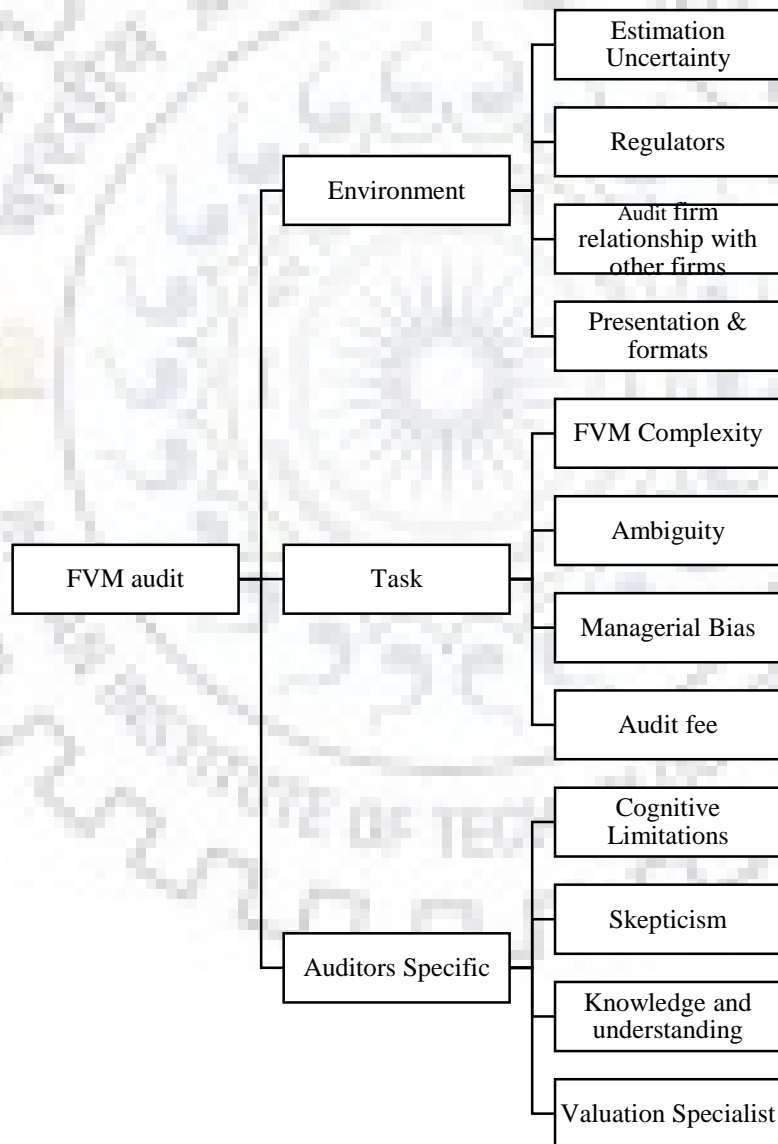 Estimation
Uncertainty
Regulators
Environment
Audit firm
relationship with
other firms
Presentation &
formats
FVM Complexity
Ambiguity
FVM audit
Task
Managerial Bias
Audit fee
Cognitive
Limitations
Skepticism
Auditors Specific
Knowledge and
understanding
Valuation Specialist